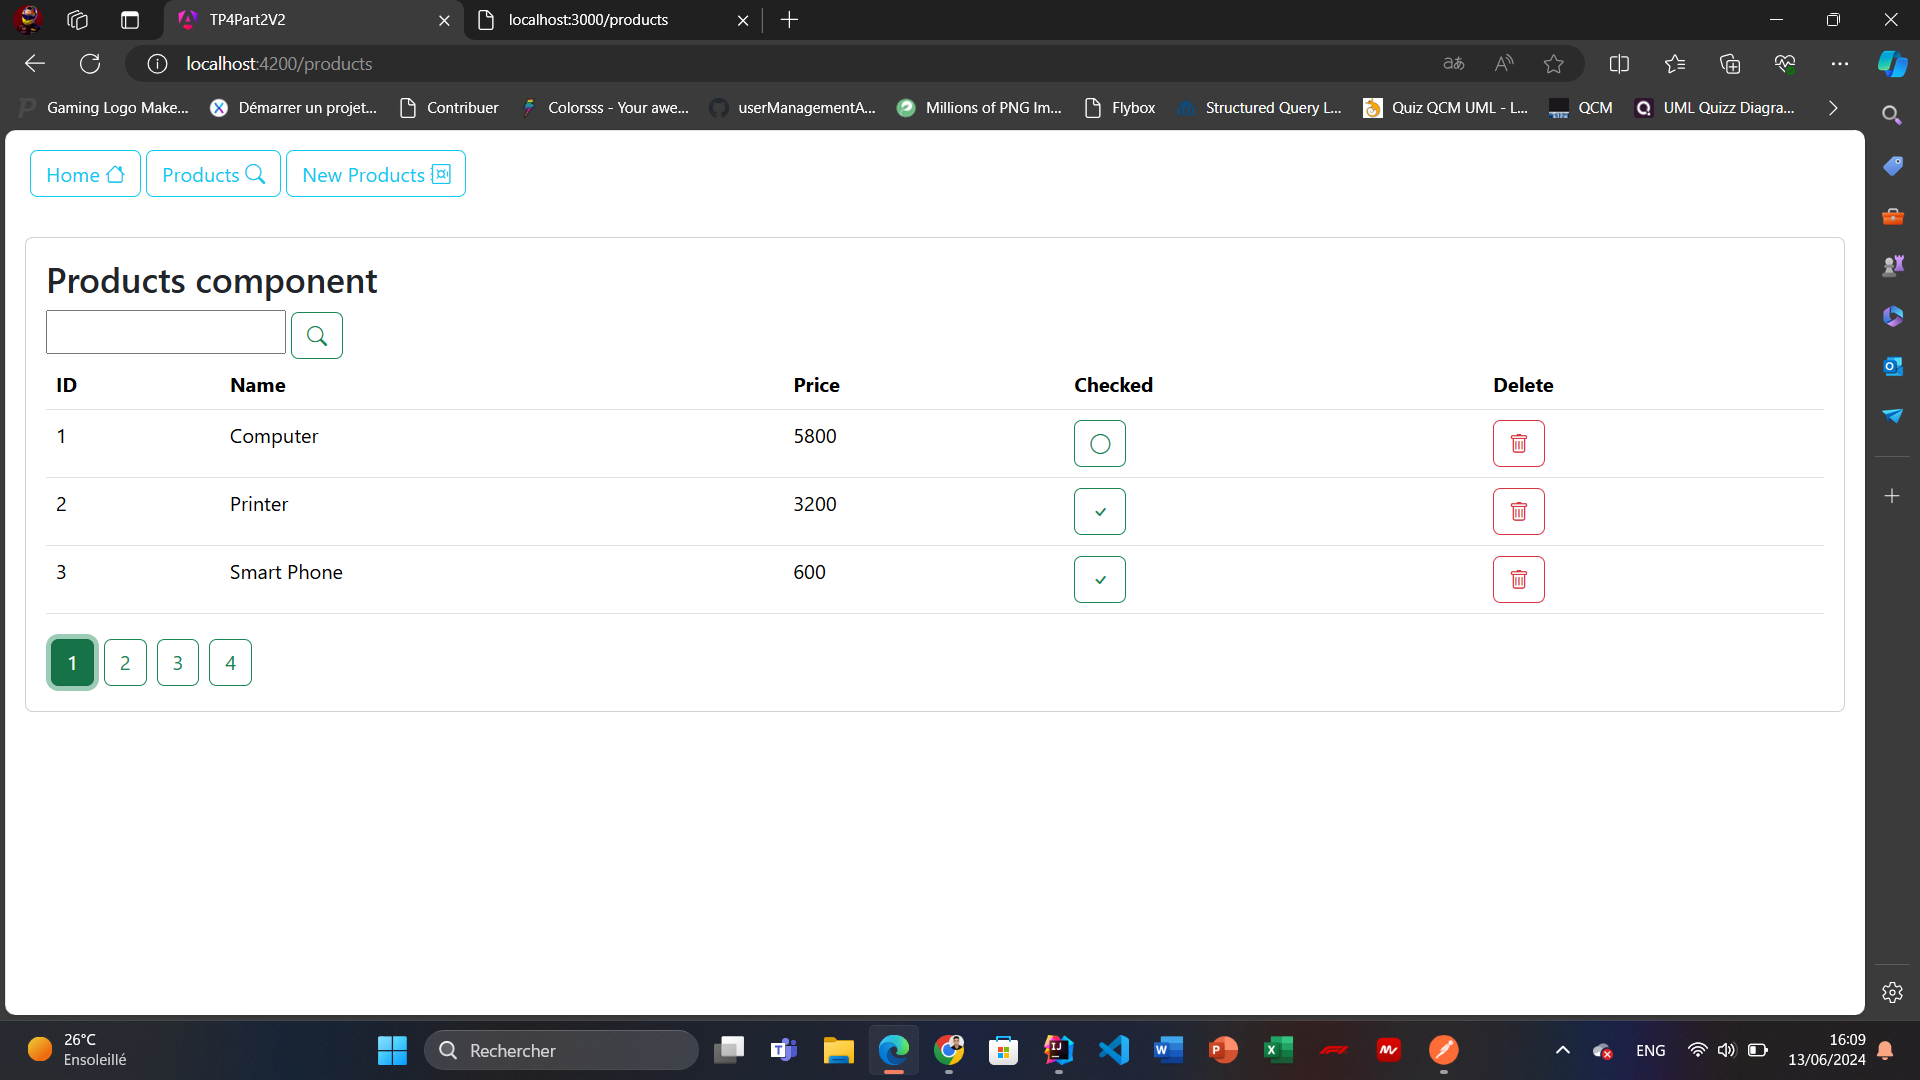 TP4Part2V2
localhost:3000/products
localhost:4200/products
Gaming Logo Make...
Démarrer un projet...
Contribuer
Colorsss - Your awe...
userManagementA...
Millions of PNG Im...
Flybox
Structured Query L...
Quiz QCM UML - L...
QCM
UML Quizz Diagra...
Home
Products
New Products
Products component
ID Name Price Checked Delete
1 Computer 5800
2 Printer 3200
3 Smart Phone 600
1 2 3 4
26°C
Ensoleillé
Rechercher
ENG
16:09
13/06/2024